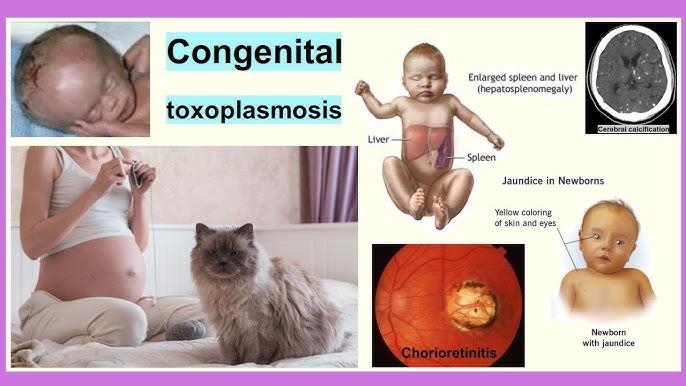 Congenital
toxoplasmosis
Enlarged spleen and liver
(hepatosplenomegaly)
Liver
Spleen
Cerebral calcification
Jaundice in Newborns
Yellow coloring
of skin and eyes
Newborn
with jaundice
Chorioretinitis